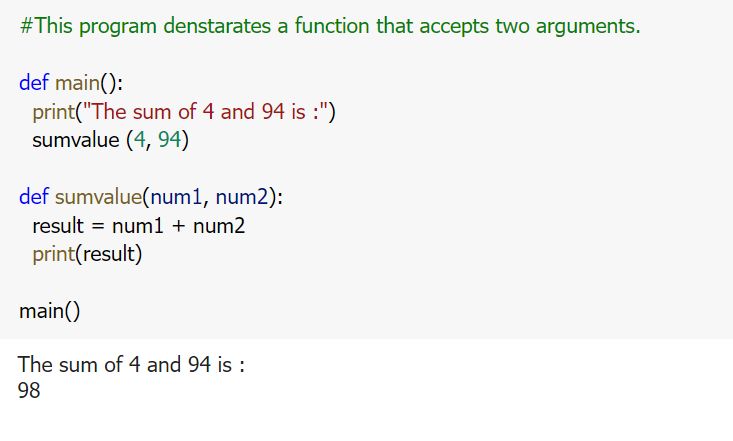 #This program denstarates a function that accepts two arguments.
def main():
print("The sum of 4 and 94 is :")
sumvalue (4, 94)
def sumvalue(num1, num2):
result = num1 + num2
print(result)
main()
The sum of 4 and 94 is :
98